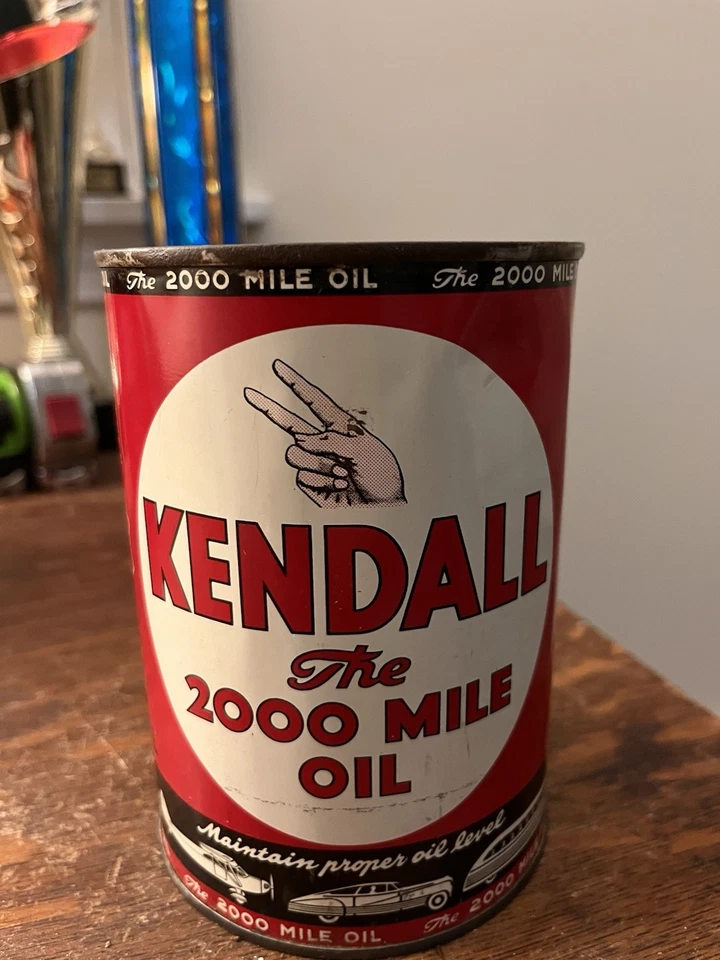 L The 2000 MILE OIL The 2000 MILE
KENDALL
The
2000 MILE
OIL
Maintain proper oil level
The 2000 MILE OIL The 2000 MILE